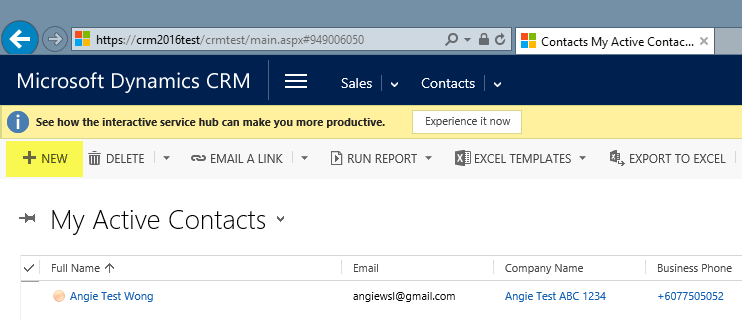 https://crm2016test/crmtest/main.aspx#949006050
Contacts My Active Contac...
Microsoft Dynamics CRM Sales Contacts
See how the interactive service hub can make you more productive. Experience it now
NEW DELETE EMAIL A LINK RUN REPORT EXCEL TEMPLATES EXPORT TO EXCEL
My Active Contacts
Full Name Email Company Name Business Phone
Angie Test Wong angiewsl@gmail.com Angie Test ABC 1234 +6077505052